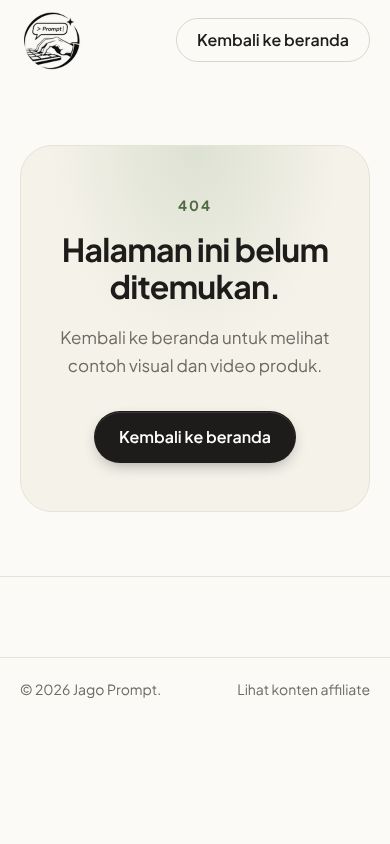 > Prompt|
Kembali ke beranda
404
Halaman ini belum
ditemukan.
Kembali ke beranda untuk melihat
contoh visual dan video produk.
Kembali ke beranda
© 2026 Jago Prompt.
Lihat konten affiliate